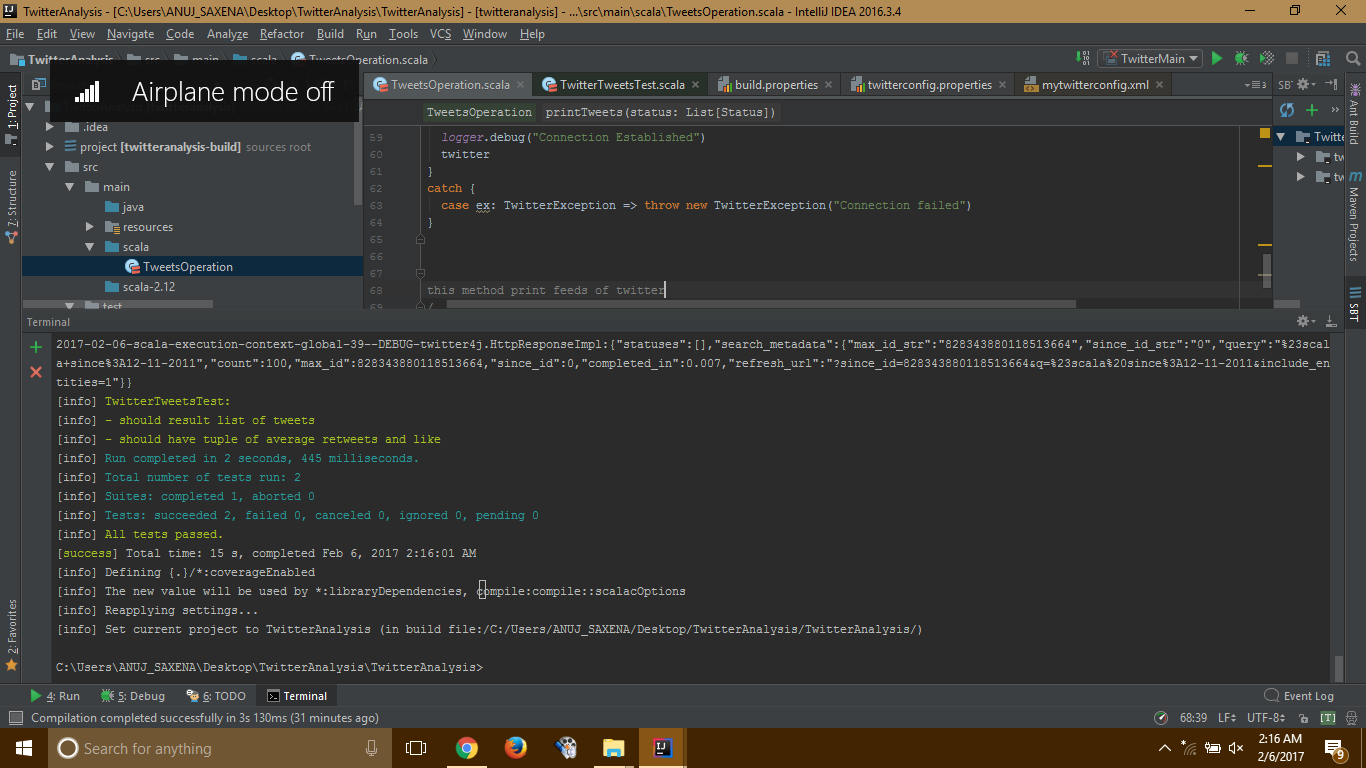 TwitterAnalysis - [C:\Users\ANUJ_SAXENA\Desktop\TwitterAnalysis\TwitterAnalysis] - [twitteranalysis] - ...\src\main\scala\TweetsOperation.scala - IntelliJ IDEA 2016.3.4
File Edit View Navigate Code Analyze Refactor Build Run Tools VCS Window Help
TwitterAnalysis src main scala TweetsOperation.scala
TwitterMain
Airplane mode off
TweetsOperation.scala TwitterTweetsTest.scala build.properties twitterconfig.properties mytwitterconfig.xml
TweetsOperation printTweets(status: List[Status])
1: Project
7: Structure
2: Favorites
.idea
project [twitteranalysis-build] sources root
src
main
java
resources
scala
TweetsOperation
scala-2.12
test
59 logger.debug("Connection Established")
60 twitter
61 }
62 catch {
63 case ex: TwitterException => throw new TwitterException("Connection failed")
64 }
65
66
67
68 this method print feeds of twitter
69 /
SBT
Twitte
tw
tw
Ant Build
Maven Projects
SBT
Terminal
2017-02-06-scala-execution-context-global-39--DEBUG-twitter4j.HttpResponseImpl:{"statuses":[],"search_metadata":{"max_id_str":"828343880118513664","since_id_str":"0","query":"%23scal
a+since%3A12-11-2011","count":100,"max_id":828343880118513664,"since_id":0,"completed_in":0.007,"refresh_url":"?since_id=828343880118513664&q=%23scala%20since%3A12-11-2011&include_en
tities=1"}}
[info] TwitterTweetsTest:
[info] - should result list of tweets
[info] - should have tuple of average retweets and like
[info] Run completed in 2 seconds, 445 milliseconds.
[info] Total number of tests run: 2
[info] Suites: completed 1, aborted 0
[info] Tests: succeeded 2, failed 0, canceled 0, ignored 0, pending 0
[info] All tests passed.
[success] Total time: 15 s, completed Feb 6, 2017 2:16:01 AM
[info] Defining {.}/*:coverageEnabled
[info] The new value will be used by *:libraryDependencies, compile:compile::scalacOptions
[info] Reapplying settings...
[info] Set current project to TwitterAnalysis (in build file:/C:/Users/ANUJ_SAXENA/Desktop/TwitterAnalysis/TwitterAnalysis/)
C:\Users\ANUJ_SAXENA\Desktop\TwitterAnalysis\TwitterAnalysis>
4: Run 5: Debug 6: TODO Terminal Event Log
Compilation completed successfully in 3s 130ms (31 minutes ago) 68:39 LF UTF-8 [T]
Search for anything
2:16 AM
2/6/2017
9